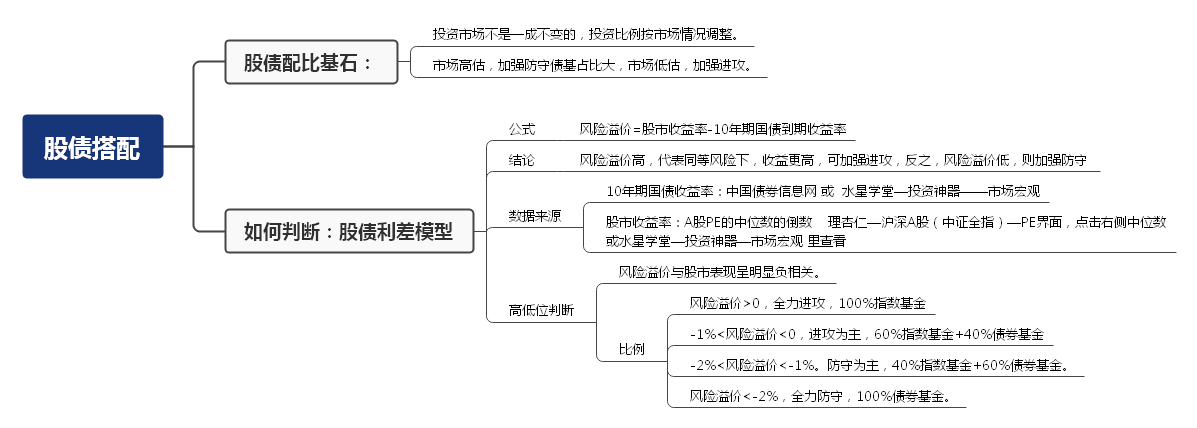 股债搭配
股债配比基石：
投资市场不是一成不变的，投资比例按市场情况调整。
市场高估，加强防守债基占比大，市场低估，加强进攻。
如何判断：股债利差模型
公式
风险溢价=股市收益率-10年期国债到期收益率
结论
风险溢价高，代表同等风险下，收益更高，可加强进攻，反之，风险溢价低，则加强防守
数据来源
10年期国债收益率：中国债券信息网 或 水星学堂—投资神器——市场宏观
股市收益率：A股PE的中位数的倒数 理杏仁—沪深A股（中证全指）—PE界面，点击右侧中位数
或水星学堂—投资神器—市场宏观 里查看
高低位判断
风险溢价与股市表现呈明显负相关。
比例
风险溢价>0，全力进攻，100%指数基金
-1%<风险溢价<0，进攻为主，60%指数基金+40%债券基金
-2%<风险溢价<-1%。防守为主，40%指数基金+60%债券基金。
风险溢价<-2%，全力防守，100%债券基金。